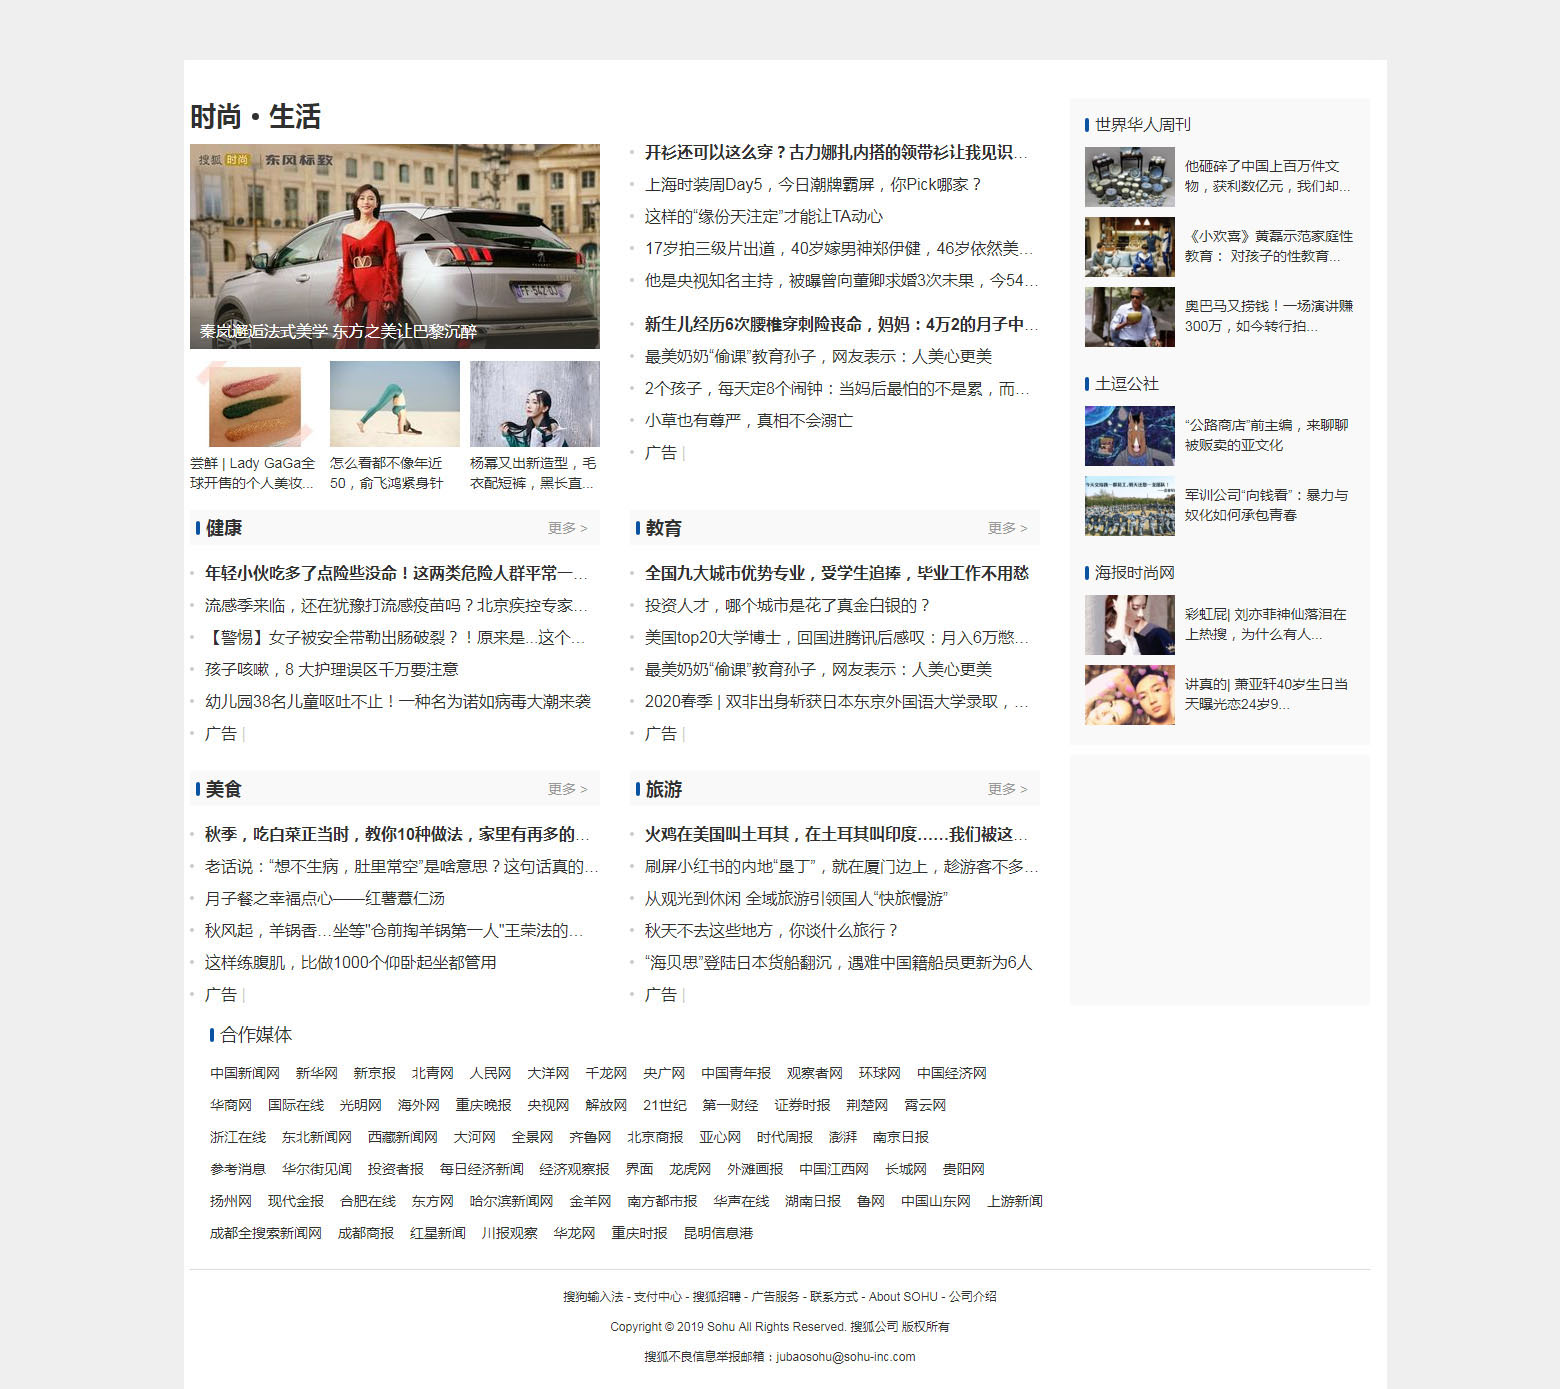 时尚·生活
搜狐 时尚 | 东风标致
秦岚邂逅法式美学 东方之美让巴黎沉醉
尝鲜 | Lady GaGa全
球开售的个人美妆...
怎么看都不像年近
50，俞飞鸿紧身针
杨幂又出新造型，毛
衣配短裤，黑长直...
开衫还可以这么穿？古力娜扎内搭的领带衫让我见识…
上海时装周Day5，今日潮牌霸屏，你Pick哪家？
这样的“缘份天注定”才能让TA动心
17岁拍三级片出道，40岁嫁男神郑伊健，46岁依然美…
他是央视知名主持，被曝曾向董卿求婚3次未果，今54…
新生儿经历6次腰椎穿刺险丧命，妈妈：4万2的月子中…
最美奶奶“偷课”教育孙子，网友表示：人美心更美
2个孩子，每天定8个闹钟：当妈后最怕的不是累，而…
小草也有尊严，真相不会溺亡
广告 |
健康 更多 >
年轻小伙吃多了点险些没命！这两类危险人群平常一…
流感季来临，还在犹豫打流感疫苗吗？北京疾控专家…
【警惕】女子被安全带勒出肠破裂？！原来是...这个…
孩子咳嗽，8 大护理误区千万要注意
幼儿园38名儿童呕吐不止！一种名为诺如病毒大潮来袭
广告 |
教育 更多 >
全国九大城市优势专业，受学生追捧，毕业工作不用愁
投资人才，哪个城市是花了真金白银的？
美国top20大学博士，回国进腾讯后感叹：月入6万憋…
最美奶奶“偷课”教育孙子，网友表示：人美心更美
2020春季 | 双非出身斩获日本东京外国语大学录取，…
广告 |
美食 更多 >
秋季，吃白菜正当时，教你10种做法，家里有再多的…
老话说：“想不生病，肚里常空”是啥意思？这句话真的…
月子餐之幸福点心——红薯薏仁汤
秋风起，羊锅香…坐等"仓前掏羊锅第一人"王荣法的…
这样练腹肌，比做1000个仰卧起坐都管用
广告 |
旅游 更多 >
火鸡在美国叫土耳其，在土耳其叫印度……我们被这…
刷屏小红书的内地“垦丁”，就在厦门边上，趁游客不多…
从观光到休闲 全域旅游引领国人“快旅慢游”
秋天不去这些地方，你谈什么旅行？
“海贝思”登陆日本货船翻沉，遇难中国籍船员更新为6人
广告 |
世界华人周刊
他砸碎了中国上百万件文
物，获利数亿元，我们却...
《小欢喜》黄磊示范家庭性
教育： 对孩子的性教育...
奥巴马又捞钱！一场演讲赚
300万，如今转行拍...
土逗公社
“公路商店”前主编，来聊聊
被贩卖的亚文化
军训公司“向钱看”：暴力与
奴化如何承包青春
海报时尚网
彩虹屁| 刘亦菲神仙落泪在
上热搜，为什么有人...
讲真的| 萧亚轩40岁生日当
天曝光恋24岁9...
合作媒体
中国新闻网 新华网 新京报 北青网 人民网 大洋网 千龙网 央广网 中国青年报 观察者网 环球网 中国经济网
华商网 国际在线 光明网 海外网 重庆晚报 央视网 解放网 21世纪 第一财经 证券时报 荆楚网 霄云网
浙江在线 东北新闻网 西藏新闻网 大河网 全景网 齐鲁网 北京商报 亚心网 时代周报 澎湃 南京日报
参考消息 华尔街见闻 投资者报 每日经济新闻 经济观察报 界面 龙虎网 外滩画报 中国江西网 长城网 贵阳网
扬州网 现代金报 合肥在线 东方网 哈尔滨新闻网 金羊网 南方都市报 华声在线 湖南日报 鲁网 中国山东网 上游新闻
成都全搜索新闻网 成都商报 红星新闻 川报观察 华龙网 重庆时报 昆明信息港
搜狗输入法 - 支付中心 - 搜狐招聘 - 广告服务 - 联系方式 - About SOHU - 公司介绍
Copyright © 2019 Sohu All Rights Reserved. 搜狐公司 版权所有
搜狐不良信息举报邮箱：jubaosohu@sohu-inc.com